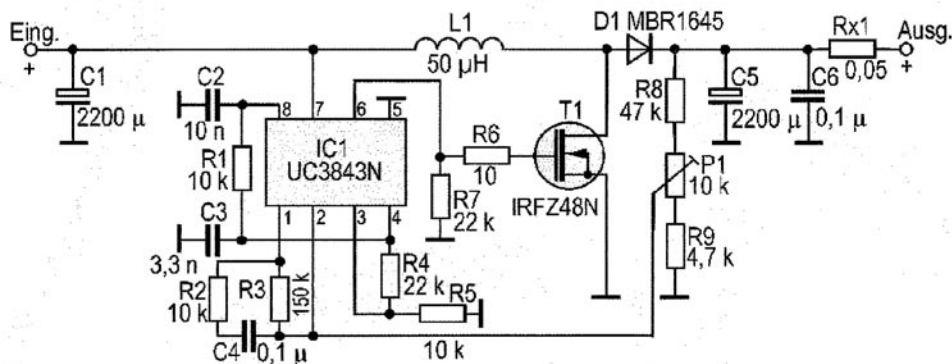 Eing.
+
C1
2200 µ
C2
10 n
R1
10 k
C3
3,3 n
R2
10 k
R3
150 k
C4
0,1 µ
8
7
6
5
IC1
UC3843N
1
2
3
4
L1
50 µH
R6
10
R7
22 k
R4
22 k
R5
10 k
T1
IRFZ48N
D1 MBR1645
R8
47 k
P1
10 k
R9
4,7 k
C5
2200 µ
C6
0,1 µ
Rx1
0,05
Ausg.
+